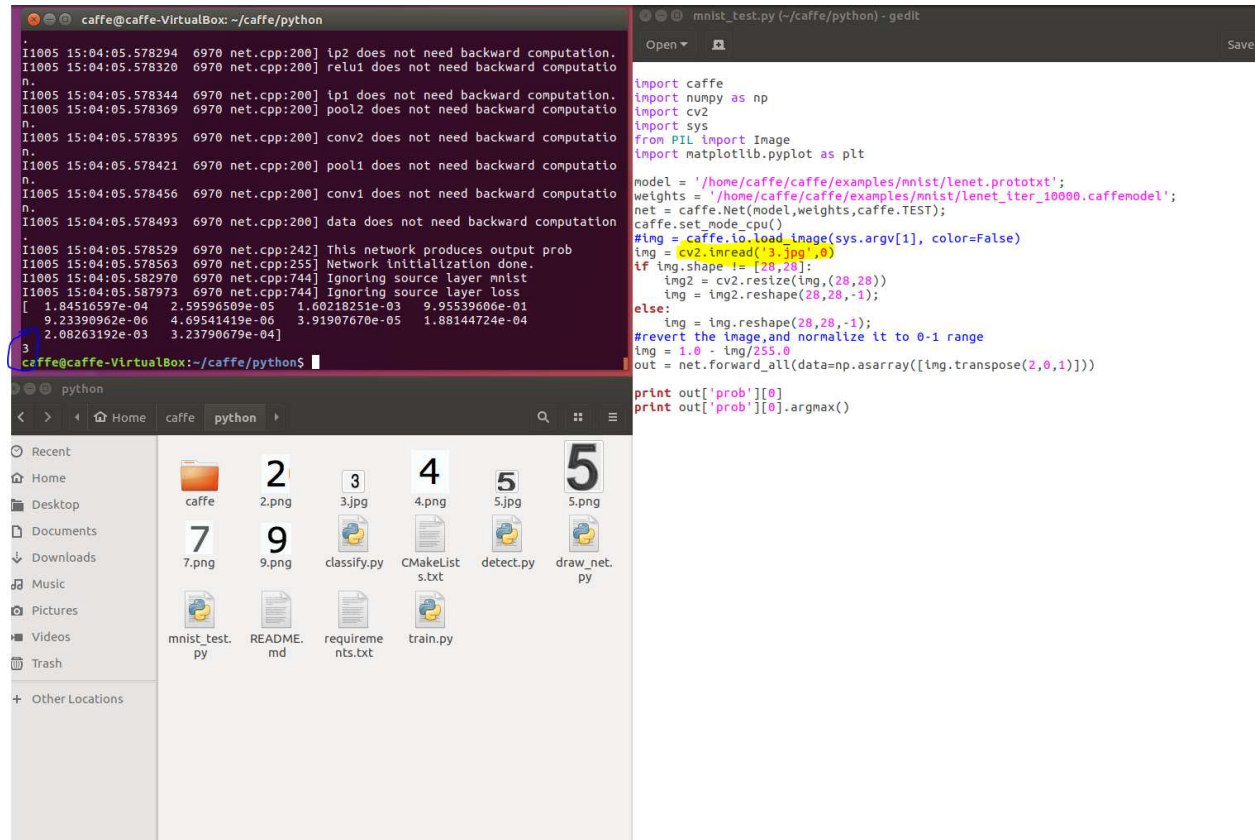 caffe@caffe-VirtualBox: ~/caffe/python
.
I1005 15:04:05.578294  6970 net.cpp:200] ip2 does not need backward computation.
I1005 15:04:05.578320  6970 net.cpp:200] relu1 does not need backward computatio
n.
I1005 15:04:05.578344  6970 net.cpp:200] ip1 does not need backward computation.
I1005 15:04:05.578369  6970 net.cpp:200] pool2 does not need backward computatio
n.
I1005 15:04:05.578395  6970 net.cpp:200] conv2 does not need backward computatio
n.
I1005 15:04:05.578421  6970 net.cpp:200] pool1 does not need backward computatio
n.
I1005 15:04:05.578456  6970 net.cpp:200] conv1 does not need backward computatio
n.
I1005 15:04:05.578493  6970 net.cpp:200] data does not need backward computation
.
I1005 15:04:05.578529  6970 net.cpp:242] This network produces output prob
I1005 15:04:05.578563  6970 net.cpp:255] Network initialization done.
I1005 15:04:05.582970  6970 net.cpp:744] Ignoring source layer mnist
I1005 15:04:05.587973  6970 net.cpp:744] Ignoring source layer loss
[  1.84516597e-04   2.59596509e-05   1.60218251e-03   9.95539606e-01
   9.23390962e-06   4.69541419e-06   3.91907670e-05   1.88144724e-04
   2.08263192e-03   3.23790679e-04]
3
caffe@caffe-VirtualBox:~/caffe/python$
mnist_test.py (~/caffe/python) - gedit
Open
Save
import caffe
import numpy as np
import cv2
import sys
from PIL import Image
import matplotlib.pyplot as plt
model = '/home/caffe/caffe/examples/mnist/lenet.prototxt';
weights = '/home/caffe/caffe/examples/mnist/lenet_iter_10000.caffemodel';
net = caffe.Net(model,weights,caffe.TEST);
caffe.set_mode_cpu()
#img = caffe.io.load_image(sys.argv[1], color=False)
img = cv2.imread('3.jpg',0)
if img.shape != [28,28]:
    img2 = cv2.resize(img,(28,28))
    img = img2.reshape(28,28,-1);
else:
    img = img.reshape(28,28,-1);
#revert the image,and normalize it to 0-1 range
img = 1.0 - img/255.0
out = net.forward_all(data=np.asarray([img.transpose(2,0,1)]))
print out['prob'][0]
print out['prob'][0].argmax()
python
Home caffe python
Recent
Home
Desktop
Documents
Downloads
Music
Pictures
Videos
Trash
+ Other Locations
2 3 4 5 5
caffe 2.png 3.jpg 4.png 5.jpg 5.png
7 9
7.png 9.png classify.py CMakeList detect.py draw_net.
s.txt py
mnist_test. README. requireme train.py
py md nts.txt